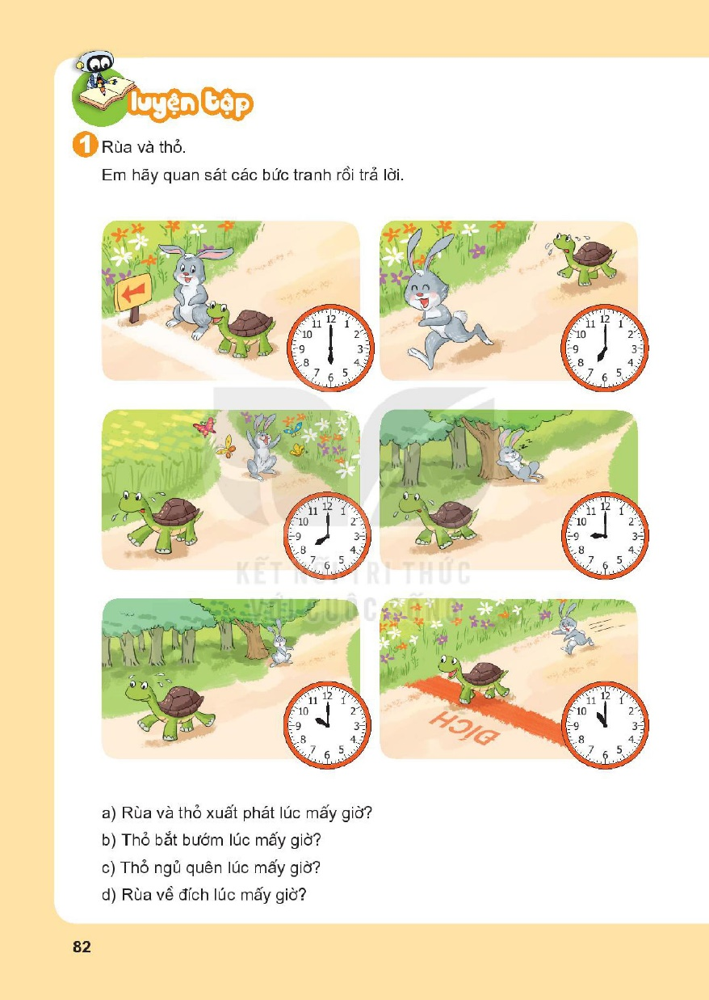 luyện tập
1 Rùa và thỏ.
Em hãy quan sát các bức tranh rồi trả lời.
12 1 2 3 4 5 6 7 8 9 10 11
12 1 2 3 4 5 6 7 8 9 10 11
12 1 2 3 4 5 6 7 8 9 10 11
12 1 2 3 4 5 6 7 8 9 10 11
KẾT NỐI TRI THỨC
VỚI CUỘC SỐNG
12 1 2 3 4 5 6 7 8 9 10 11
ĐÍCH
12 1 2 3 4 5 6 7 8 9 10 11
a) Rùa và thỏ xuất phát lúc mấy giờ?
b) Thỏ bắt bướm lúc mấy giờ?
c) Thỏ ngủ quên lúc mấy giờ?
d) Rùa về đích lúc mấy giờ?
82